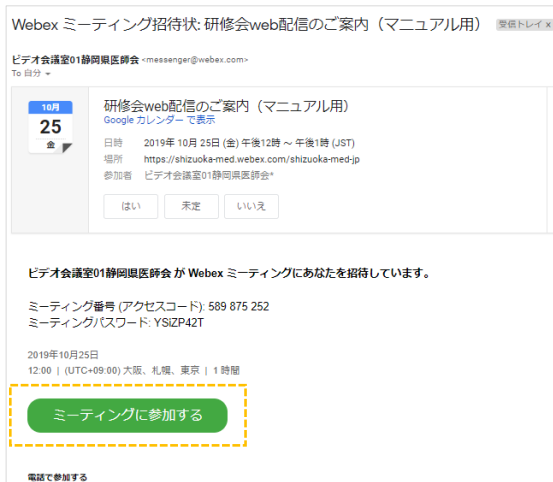 Webex ミーティング招待状: 研修会web配信のご案内（マニュアル用） 受信トレイ x
ビデオ会議室01静岡県医師会 <messenger@webex.com>
To 自分
10月
25
金
研修会web配信のご案内（マニュアル用）
Google カレンダー で表示
日時 2019年 10月 25日 (金) 午後12時 ～ 午後1時 (JST)
場所 https://shizuoka-med.webex.com/shizuoka-med-jp
参加者 ビデオ会議室01静岡県医師会*
はい 未定 いいえ
ビデオ会議室01静岡県医師会 が Webex ミーティングにあなたを招待しています。
ミーティング番号 (アクセスコード): 589 875 252
ミーティングパスワード: YSiZP42T
2019年10月25日
12:00 | (UTC+09:00) 大阪、札幌、東京 | 1 時間
ミーティングに参加する
電話で参加する